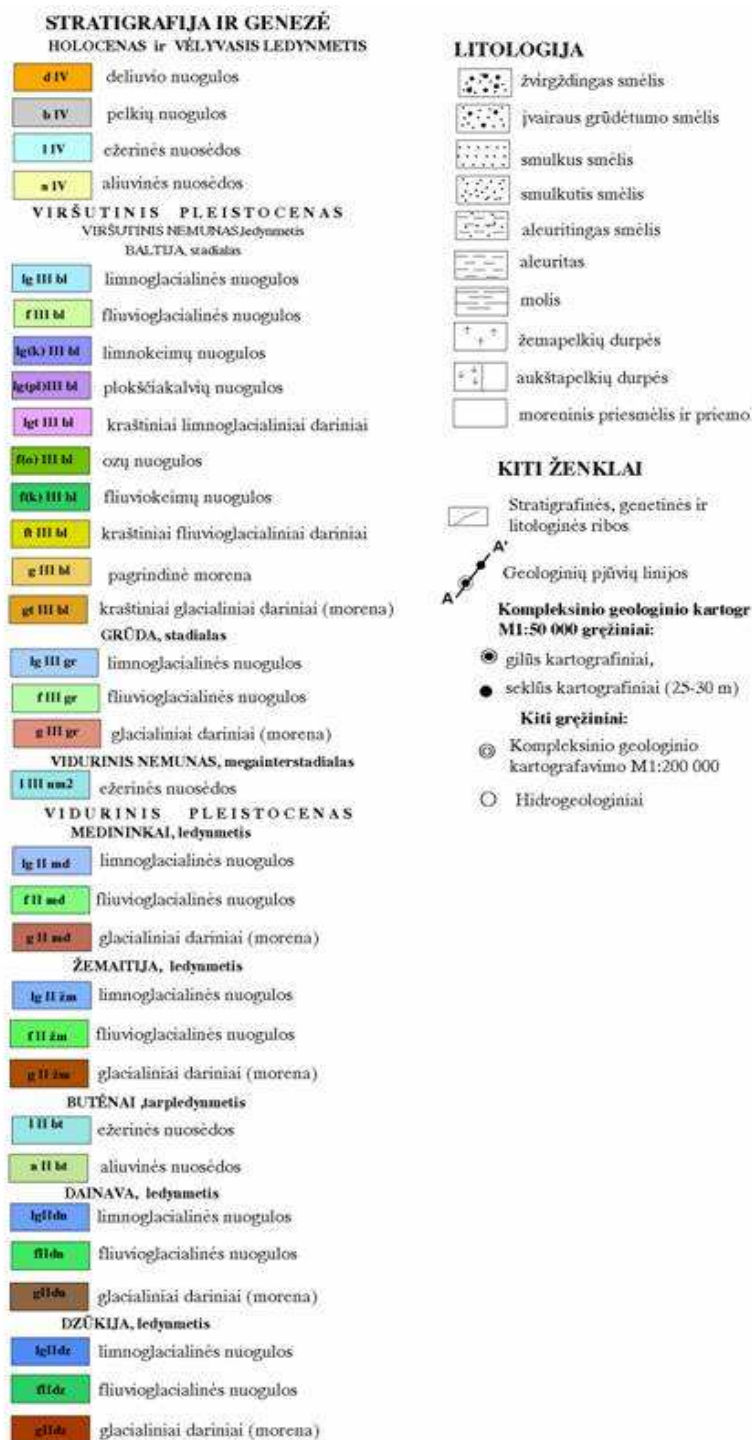 STRATIGRAFIJA IR GENEZĖ
HOLOCENAS ir VĖLYVASIS LEDYNMETIS
d IV deliuvio nuogulos
b IV pelkių nuogulos
l IV ežerinės nuosėdos
a IV aliuvinės nuosėdos
VIRŠUTINIS PLEISTOCENAS
VIRŠUTINIS NEMUNAS,ledynmetis
BALTIJA, stadialas
lg III bl limnoglacialinės nuogulos
f III bl fliuvioglacialinės nuogulos
lg(k) III bl limnokeimų nuogulos
lg(pl)III bl plokščiakalvių nuogulos
lgt III bl kraštiniai limnoglacialiniai dariniai
f(o) III bl ozų nuogulos
f(k) III bl fliuviokeimų nuogulos
ft III bl kraštiniai fliuvioglacialiniai dariniai
g III bl pagrindinė morena
gt III bl kraštiniai glacialiniai dariniai (morena)
GRŪDA, stadialas
lg III gr limnoglacialinės nuogulos
f III gr fliuvioglacialinės nuogulos
g III gr glacialiniai dariniai (morena)
VIDURINIS NEMUNAS, megainterstadialas
l III nm2 ežerinės nuosėdos
VIDURINIS PLEISTOCENAS
MEDININKAI, ledynmetis
lg II md limnoglacialinės nuogulos
f II md fliuvioglacialinės nuogulos
g II md glacialiniai dariniai (morena)
ŽEMAITIJA, ledynmetis
lg II žm limnoglacialinės nuogulos
f II žm fliuvioglacialinės nuogulos
g II žm glacialiniai dariniai (morena)
BUTĖNAI ,tarpledynmetis
l II bt ežerinės nuosėdos
a II bt aliuvinės nuosėdos
DAINAVA, ledynmetis
lgIIdn limnoglacialinės nuogulos
fIIdn fliuvioglacialinės nuogulos
gIIdn glacialiniai dariniai (morena)
DZŪKIJA, ledynmetis
lgIIdz limnoglacialinės nuogulos
fIIdz fliuvioglacialinės nuogulos
gIIdz glacialiniai dariniai (morena)
LITOLOGIJA
žvirgždingas smėlis
įvairaus grūdėtumo smėlis
smulkus smėlis
smulkutis smėlis
aleuritingas smėlis
aleuritas
molis
žemapelkių durpės
aukštapelkių durpės
moreninis priesmėlis ir priemo
KITI ŽENKLAI
Stratigrafinės, genetinės ir
litologinės ribos
A'
A Geologinių pjūvių linijos
Kompleksinio geologinio kartogr
M1:50 000 gręžiniai:
gilūs kartografiniai,
seklūs kartografiniai (25-30 m)
Kiti gręžiniai:
Kompleksinio geologinio
kartografavimo M1:200 000
Hidrogeologiniai